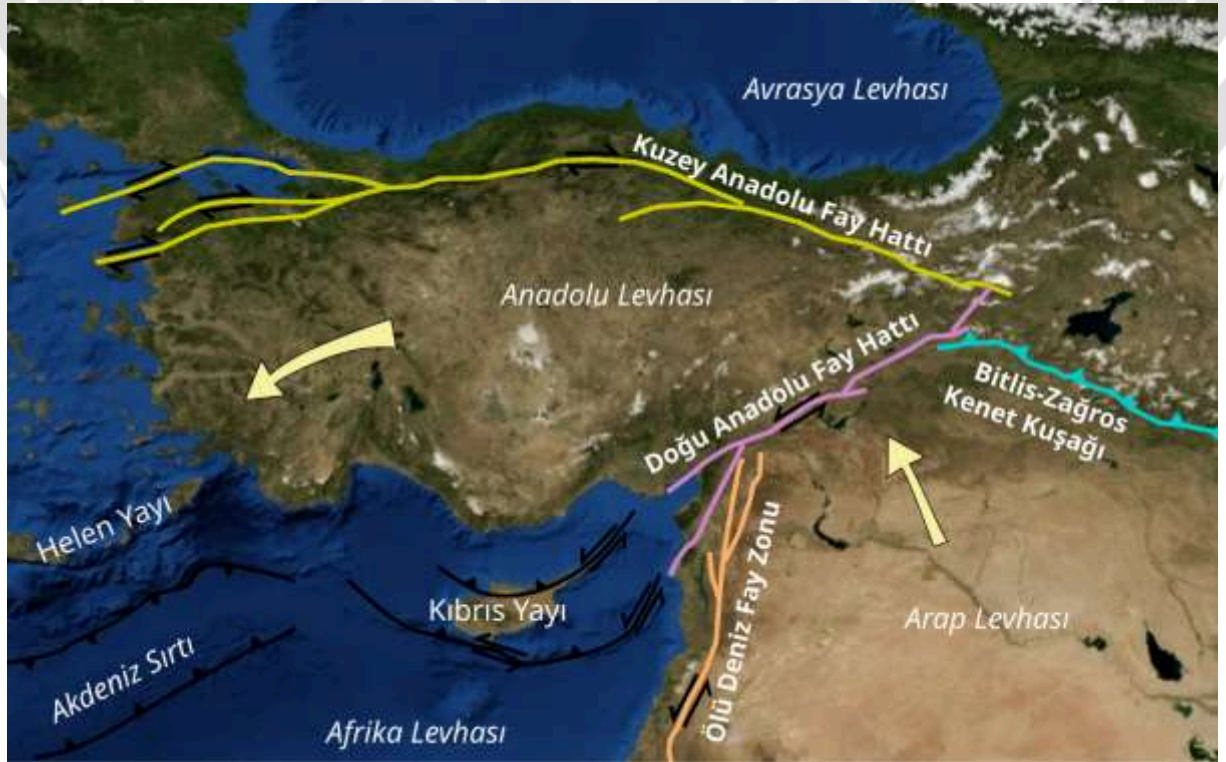 Avrasya Levhası
Kuzey Anadolu Fay Hattı
Anadolu Levhası
Doğu Anadolu Fay Hattı
Bitlis-Zağros
Kenet Kuşağı
Helen Yayı
Kıbrıs Yayı
Arap Levhası
Akdeniz Sırtı
Ölü Deniz Fay Zonu
Afrika Levhası